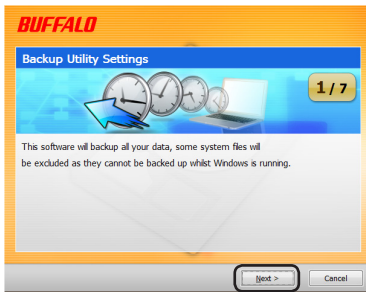 BUFFALO
Backup Utility Settings
1 / 7
This software will backup all your data, some system files will
be excluded as they cannot be backed up whilst Windows is running.
Next >
Cancel